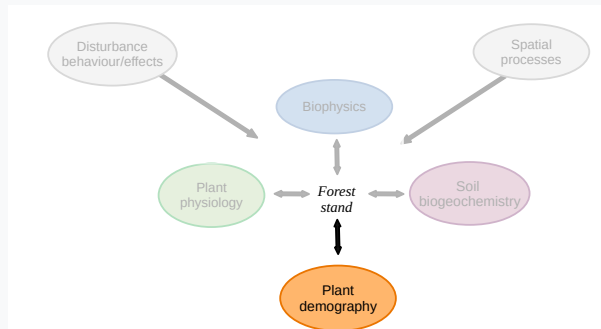 Disturbance
behaviour/effects
Spatial
processes
Biophysics
Plant
physiology
Forest
stand
Soil
biogeochemistry
Plant
demography